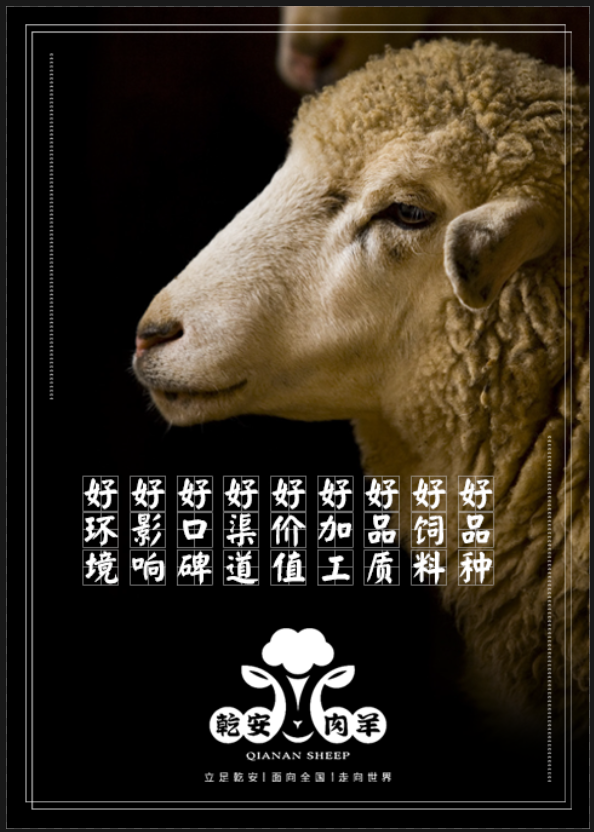 好品种
好饲料
好品质
好加工
好价值
好渠道
好口碑
好影响
好环境
乾安肉羊
QIANAN SHEEP
立足乾安|面向全国|走向世界